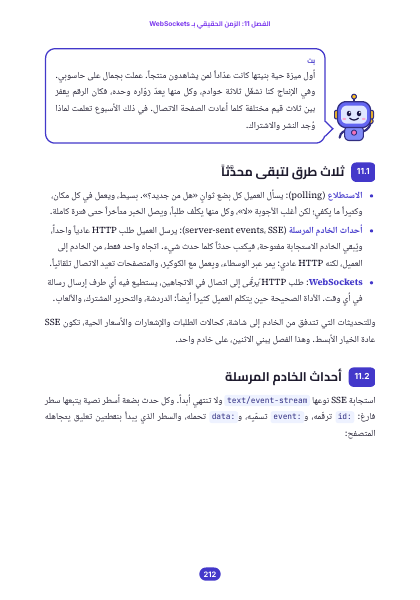 الفصل 11: الزمن الحقيقي بـ WebSockets
بت
أول ميزة حية بنيتها كانت عدّاداً لمن يشاهدون منتجاً. عملت بجمال على حاسوبي.
وفي الإنتاج كنا نشغّل ثلاثة خوادم، وكل منها يعدّ زوّاره وحده، فكان الرقم يقفز
بين ثلاث قيم مختلفة كلما أعادت الصفحة الاتصال. في ذلك الأسبوع تعلمت لماذا
وُجد النشر والاشتراك.
11.1 ثلاث طرق لتبقى محدَّثاً
• الاستطلاع (polling): يسأل العميل كل بضع ثوانٍ «هل من جديد؟». بسيط، ويعمل في كل مكان،
وكثيراً ما يكفي؛ لكن أغلب الأجوبة «لا»، وكل منها يكلّف طلباً، ويصل الخبر متأخراً حتى فترة كاملة.
• أحداث الخادم المرسلة (server-sent events, SSE): يرسل العميل طلب HTTP عادياً واحداً،
ويُبقي الخادم الاستجابة مفتوحة، فيكتب حدثاً كلما حدث شيء. اتجاه واحد فقط، من الخادم إلى
العميل، لكنه HTTP عادي: يمر عبر الوسطاء، ويعمل مع الكوكيز، والمتصفحات تعيد الاتصال تلقائياً.
• WebSockets: طلب HTTP يُرقّى إلى اتصال في الاتجاهين، يستطيع فيه أي طرف إرسال رسالة
في أي وقت. الأداة الصحيحة حين يتكلم العميل كثيراً أيضاً: الدردشة، والتحرير المشترك، والألعاب.
وللتحديثات التي تتدفق من الخادم إلى شاشة، كحالات الطلبات والإشعارات والأسعار الحية، تكون SSE
عادة الخيار الأبسط. وهذا الفصل يبني الاثنين، على خادم واحد.
11.2 أحداث الخادم المرسلة
استجابة SSE نوعها text/event-stream ولا تنتهي أبداً. وكل حدث بضعة أسطر نصية يتبعها سطر
فارغ: id: ترقمه، و event: تسمّيه، و data: تحمله، والسطر الذي يبدأ بنقطتين تعليق يتجاهله
المتصفح:
212